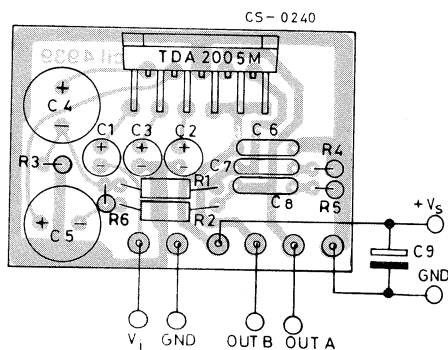 CS-0240
TDA 2005M
C4
C1
C3
C2
C6
R3
C7
R4
R1
C8
R5
R6
R2
C5
+Vs
C9
GND
Vi
GND
OUT B
OUT A